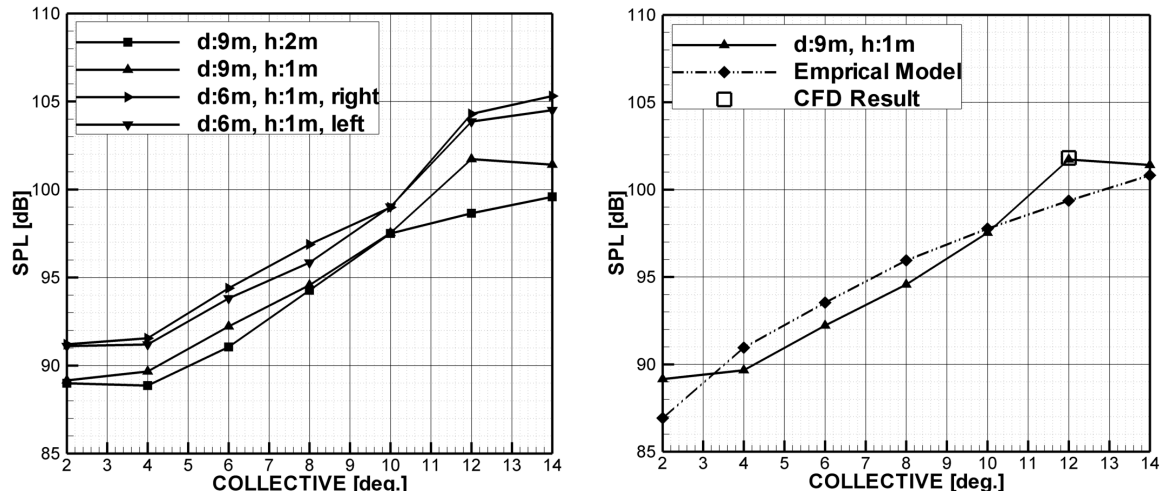 110
105
100
95
90
85
SPL [dB]
d:9m, h:2m
d:9m, h:1m
d:6m, h:1m, right
d:6m, h:1m, left
2 3 4 5 6 7 8 9 10 11 12 13 14
COLLECTIVE [deg.]
110
105
100
95
90
85
SPL [dB]
d:9m, h:1m
Emprical Model
CFD Result
2 3 4 5 6 7 8 9 10 11 12 13 14
COLLECTIVE [deg.]